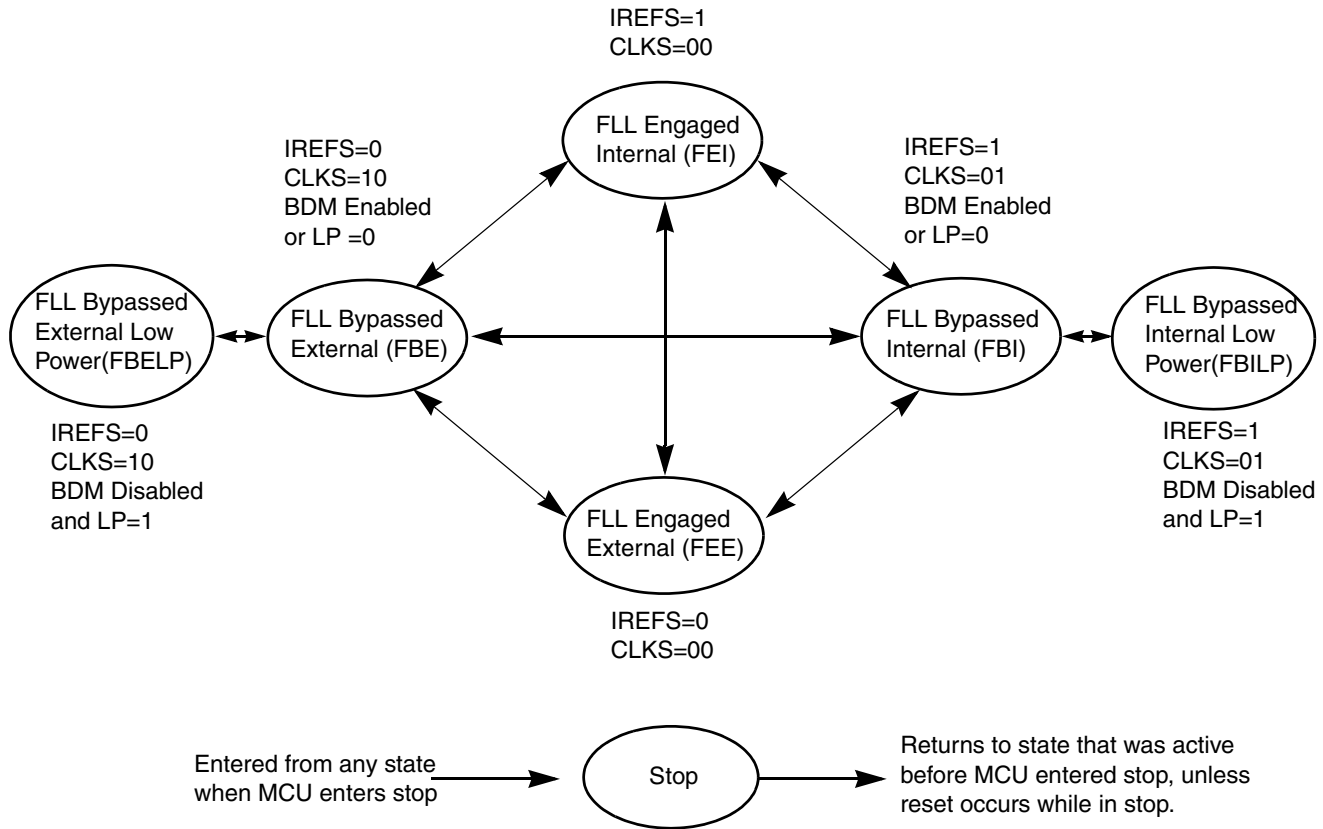 IREFS=1
CLKS=00
FLL Engaged
Internal (FEI)
IREFS=0
CLKS=10
BDM Enabled
or LP =0
IREFS=1
CLKS=01
BDM Enabled
or LP=0
FLL Bypassed
External Low
Power(FBELP)
FLL Bypassed
External (FBE)
FLL Bypassed
Internal (FBI)
FLL Bypassed
Internal Low
Power(FBILP)
IREFS=0
CLKS=10
BDM Disabled
and LP=1
IREFS=1
CLKS=01
BDM Disabled
and LP=1
FLL Engaged
External (FEE)
IREFS=0
CLKS=00
Entered from any state
when MCU enters stop
Stop
Returns to state that was active
before MCU entered stop, unless
reset occurs while in stop.